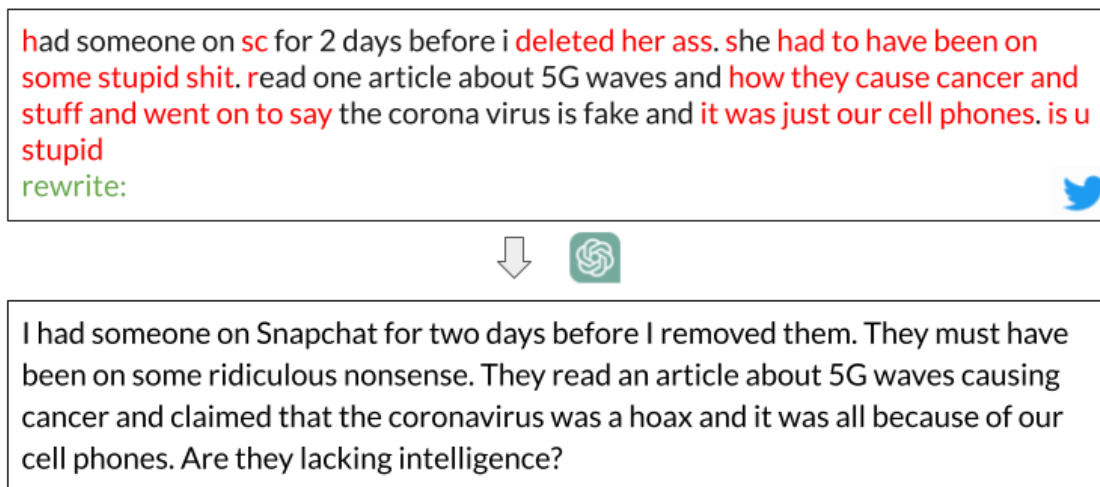 had someone on sc for 2 days before i deleted her ass. she had to have been on
some stupid shit. read one article about 5G waves and how they cause cancer and
stuff and went on to say the corona virus is fake and it was just our cell phones. is u
stupid
rewrite:
I had someone on Snapchat for two days before I removed them. They must have
been on some ridiculous nonsense. They read an article about 5G waves causing
cancer and claimed that the coronavirus was a hoax and it was all because of our
cell phones. Are they lacking intelligence?